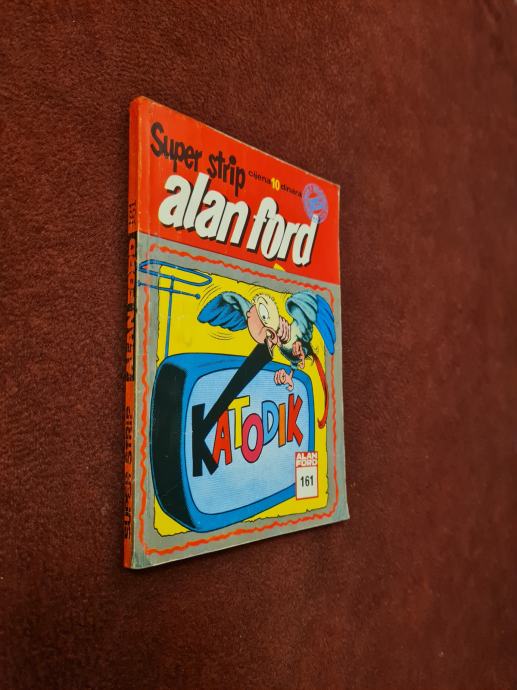 Super strip
cijena 10 dinara
alan ford
KATODIK
ALAN
FORD
161
SUPER STRIP ALAN FORD 161